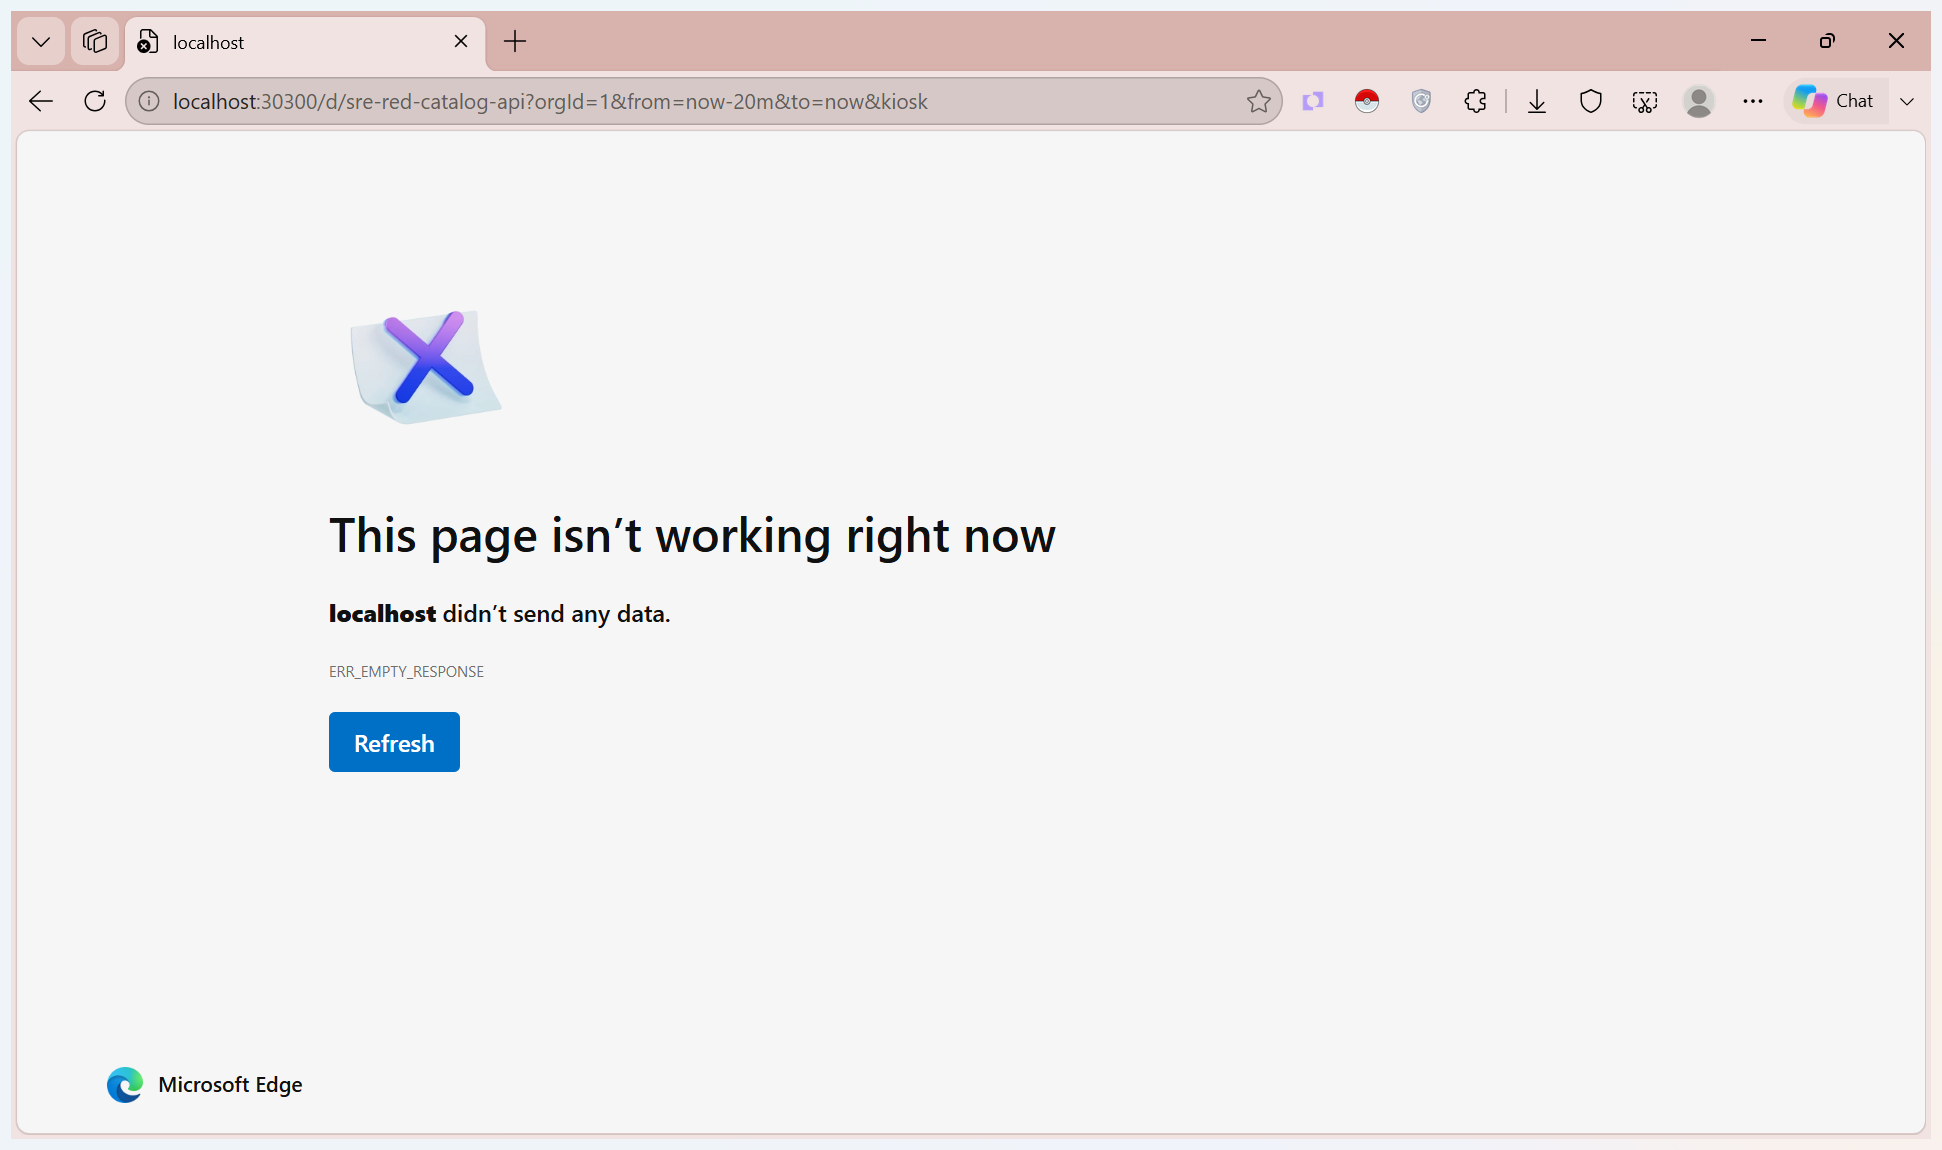 localhost
localhost:30300/d/sre-red-catalog-api?orgId=1&from=now-20m&to=now&kiosk
Chat
This page isn’t working right now
localhost didn’t send any data.
ERR_EMPTY_RESPONSE
Refresh
Microsoft Edge